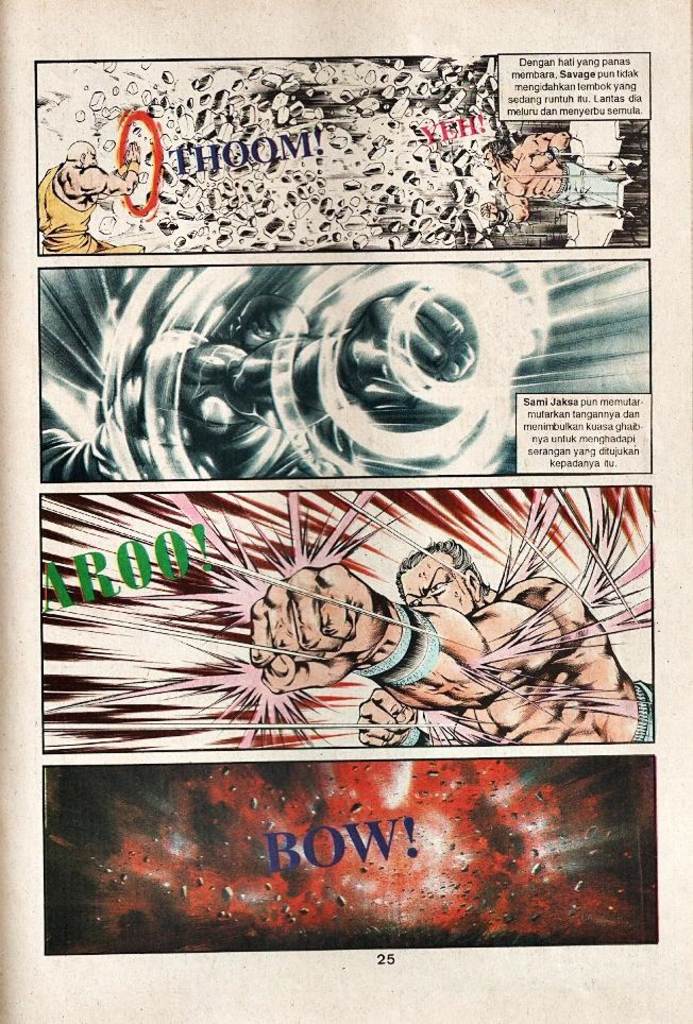 Dengan hati yang panas
membara, Savage pun tidak
mengidahkan tembok yang
sedang runtuh itu. Lantas dia
meluru dan menyerbu semula.
THOOM!
YEH!
Sami Jaksa pun memutar-
mutarkan tangannya dan
menimbulkan kuasa ghaib-
nya untuk menghadapi
serangan yang ditujukan
kepadanya itu.
AROO!
BOW!
25